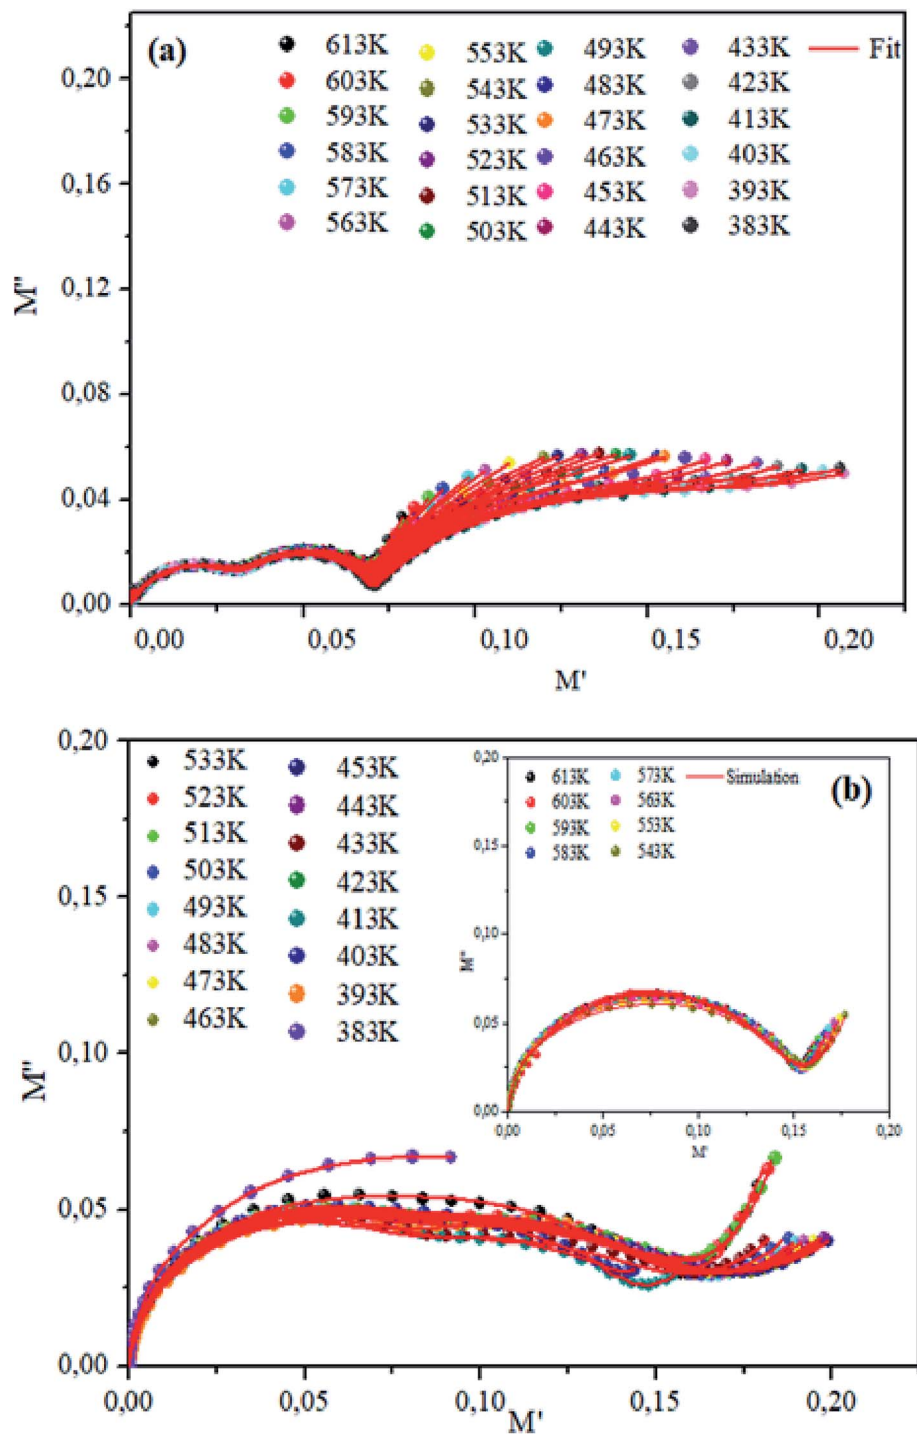 (a)
613K 553K 493K 433K Fit
603K 543K 483K 423K
593K 533K 473K 413K
583K 523K 463K 403K
573K 513K 453K 393K
563K 503K 443K 383K
0,20
0,16
0,12
0,08
0,04
0,00
M''
0,00 0,05 0,10 0,15 0,20
M'
(b)
533K 453K
523K 443K
513K 433K
503K 423K
493K 413K
483K 403K
473K 393K
463K 383K
0,20
0,15
0,10
0,05
0,00
M''
0,00 0,05 0,10 0,15 0,20
M'
613K 573K Simulation
603K 563K
593K 553K
583K 543K
0,20
0,15
0,10
0,05
0,00
M''
0,00 0,05 0,10 0,15 0,20
M'